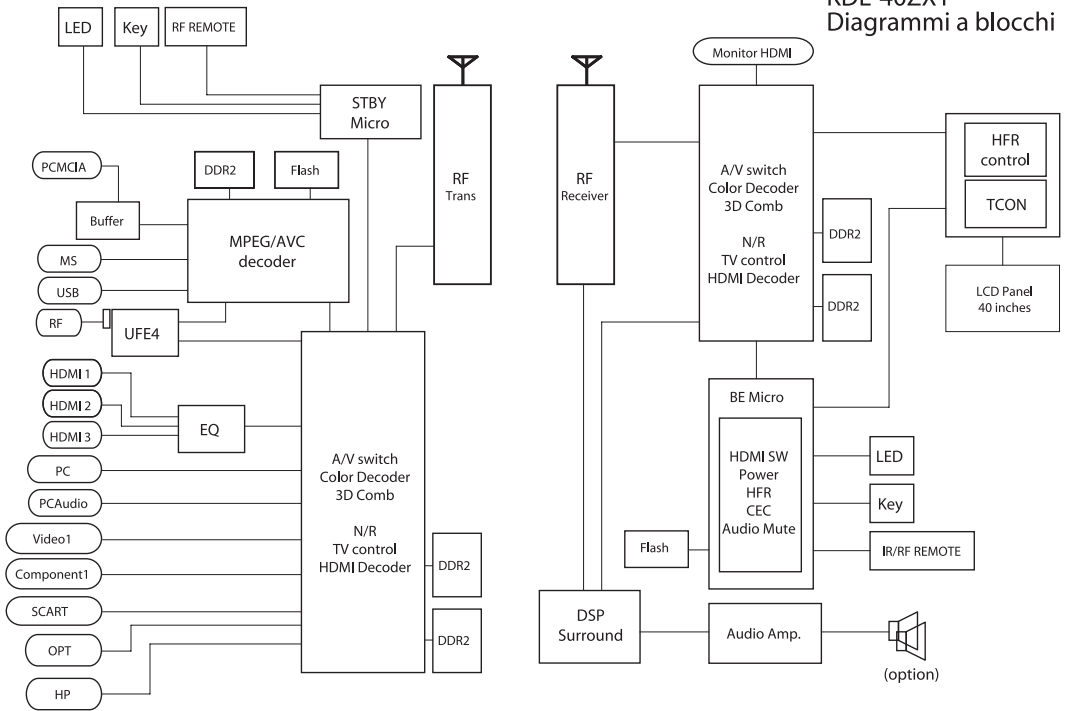 RDE-40ZX1
Diagrammi a blocchi
LED
Key
RF REMOTE
STBY
Micro
PCMCIA
Buffer
DDR2
Flash
MPEG/AVC
decoder
MS
USB
RF
UFE4
HDMI 1
HDMI 2
HDMI 3
EQ
PC
PCAudio
Video1
Component1
SCART
OPT
HP
A/V switch
Color Decoder
3D Comb
N/R
TV control
HDMI Decoder
DDR2
DDR2
RF
Trans
RF
Receiver
Monitor HDMI
A/V switch
Color Decoder
3D Comb
N/R
TV control
HDMI Decoder
DDR2
DDR2
HFR
control
TCON
LCD Panel
40 inches
BE Micro
HDMI SW
Power
HFR
CEC
Audio Mute
LED
Key
IR/RF REMOTE
Flash
DSP
Surround
Audio Amp.
(option)